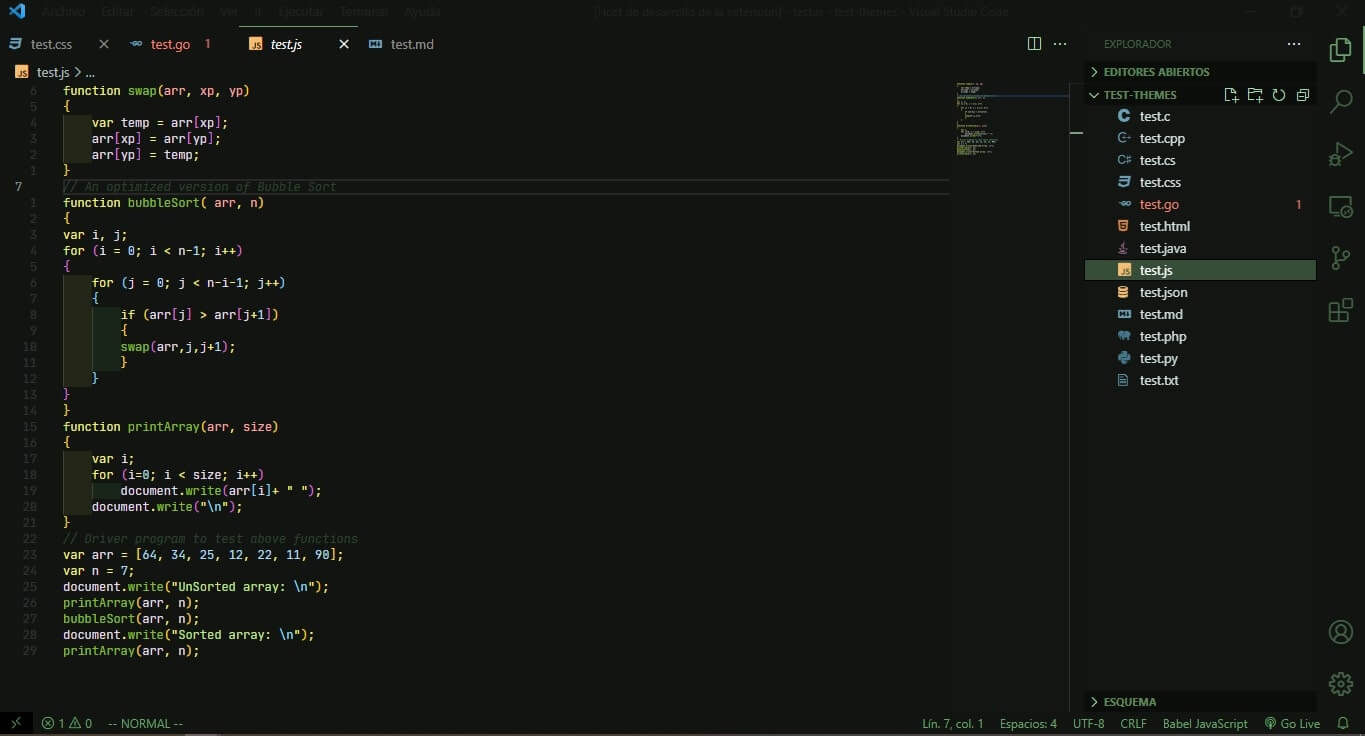 Archivo Editar Selección Ver Ir Ejecutar Terminal Ayuda
[Host de desarrollo de la extensión] - test.js - test-themes - Visual Studio Code
test.css test.go 1 JS test.js test.md
JS test.js > ...
6 function swap(arr, xp, yp)
5 {
4 var temp = arr[xp];
3 arr[xp] = arr[yp];
2 arr[yp] = temp;
1 }
7 // An optimized version of Bubble Sort
1 function bubbleSort( arr, n)
2 {
3 var i, j;
4 for (i = 0; i < n-1; i++)
5 {
6 for (j = 0; j < n-i-1; j++)
7 {
8 if (arr[j] > arr[j+1])
9 {
10 swap(arr,j,j+1);
11 }
12 }
13 }
14 }
15 function printArray(arr, size)
16 {
17 var i;
18 for (i=0; i < size; i++)
19 document.write(arr[i]+ " ");
20 document.write("\n");
21 }
22 // Driver program to test above functions
23 var arr = [64, 34, 25, 12, 22, 11, 90];
24 var n = 7;
25 document.write("UnSorted array: \n");
26 printArray(arr, n);
27 bubbleSort(arr, n);
28 document.write("Sorted array: \n");
29 printArray(arr, n);
EXPLORADOR
EDITORES ABIERTOS
TEST-THEMES
test.c
test.cpp
test.cs
test.css
test.go 1
test.html
test.java
JS test.js
test.json
test.md
test.php
test.py
test.txt
ESQUEMA
1 0 -- NORMAL -- Lín. 7, col. 1 Espacios: 4 UTF-8 CRLF Babel JavaScript Go Live